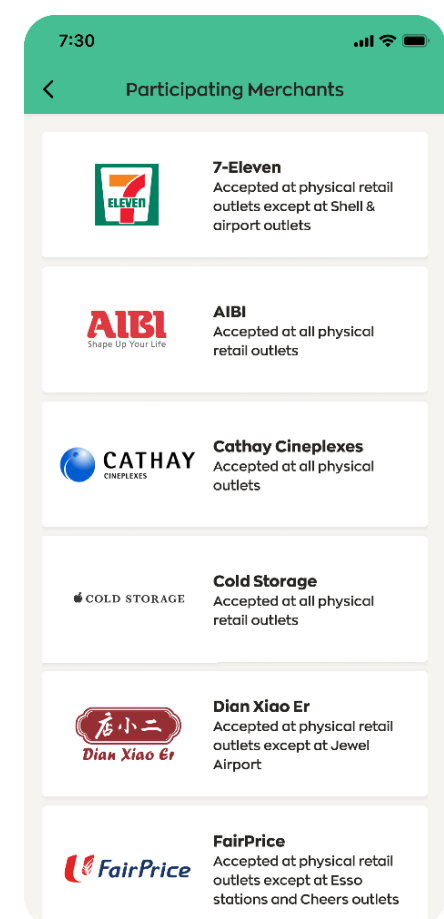 7:30
Participating Merchants
7-Eleven
Accepted at physical retail
outlets except at Shell &
airport outlets
ELEVEN
AIBI
Shape Up Your Life
AIBI
Accepted at all physical
retail outlets
CATHAY
CINEPLEXES
Cathay Cineplexes
Accepted at all physical
outlets
COLD STORAGE
Cold Storage
Accepted at all physical
retail outlets
店小二
Dian Xiao Er
Dian Xiao Er
Accepted at physical retail
outlets except at Jewel
Airport
FairPrice
FairPrice
Accepted at physical retail
outlets except at Esso
stations and Cheers outlets